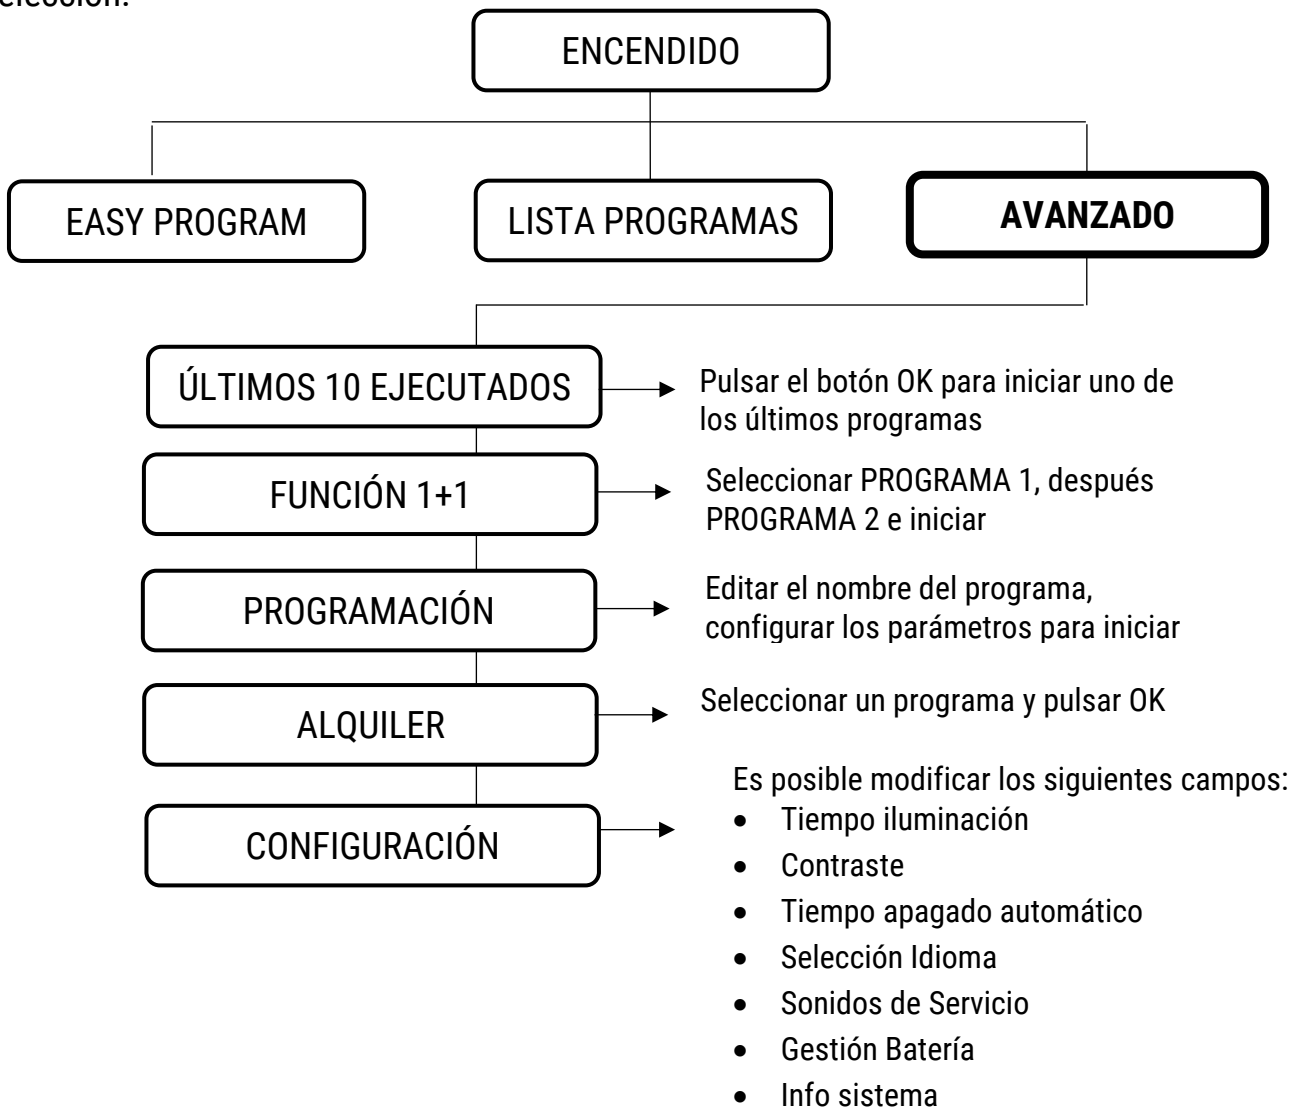 ENCENDIDO
EASY PROGRAM
LISTA PROGRAMAS
AVANZADO
ÚLTIMOS 10 EJECUTADOS
Pulsar el botón OK para iniciar uno de
los últimos programas
FUNCIÓN 1+1
Seleccionar PROGRAMA 1, después
PROGRAMA 2 e iniciar
PROGRAMACIÓN
Editar el nombre del programa,
configurar los parámetros para iniciar
ALQUILER
Seleccionar un programa y pulsar OK
CONFIGURACIÓN
Es posible modificar los siguientes campos:
• Tiempo iluminación
• Contraste
• Tiempo apagado automático
• Selección Idioma
• Sonidos de Servicio
• Gestión Batería
• Info sistema